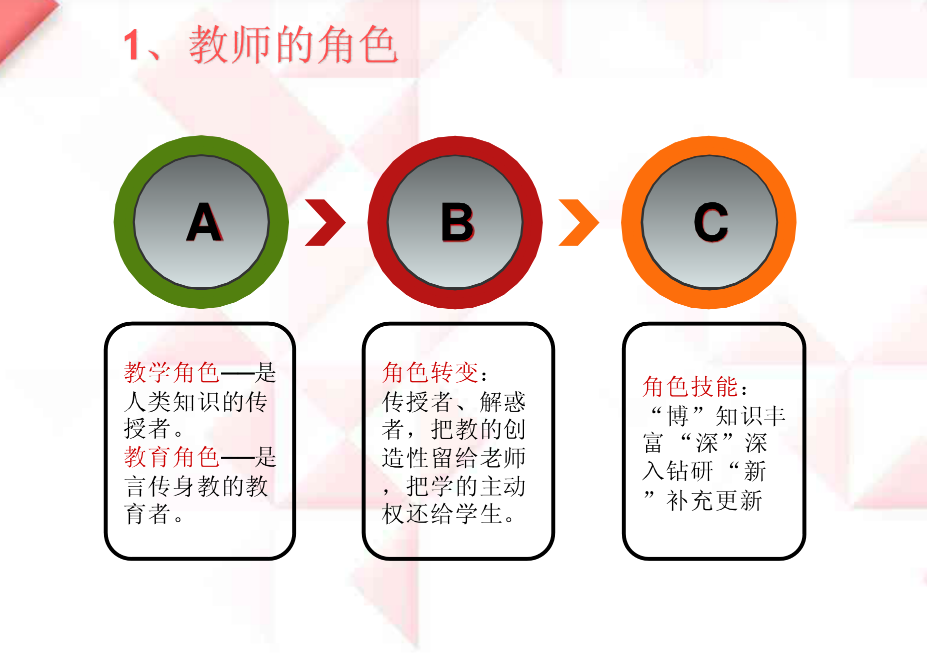 1、教师的角色
A
B
C
教学角色——是
人类知识的传
授者。
教育角色——是
言传身教的教
育者。
角色转变：
传授者、解惑
者，把教的创
造性留给老师
，把学的主动
权还给学生。
角色技能：
“博”知识丰
富 “深”深
入钻研 “新
”补充更新